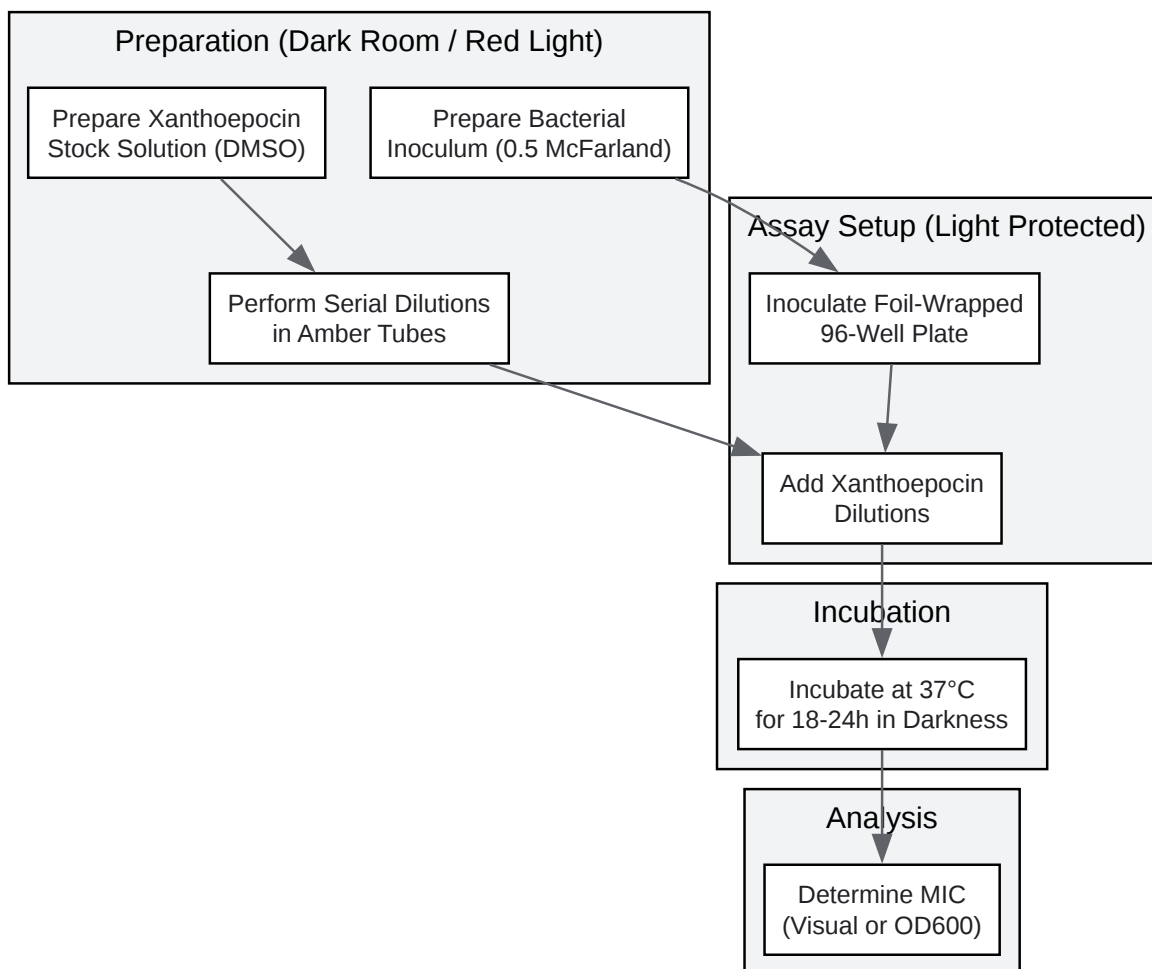 Preparation (Dark Room / Red Light)
Prepare Xanthoepocin
Stock Solution (DMSO)
Prepare Bacterial
Inoculum (0.5 McFarland)
Perform Serial Dilutions
in Amber Tubes
Assay Setup (Light Protected)
Inoculate Foil-Wrapped
96-Well Plate
Add Xanthoepocin
Dilutions
Incubation
Incubate at 37°C
for 18-24h in Darkness
Analysis
Determine MIC
(Visual or OD600)